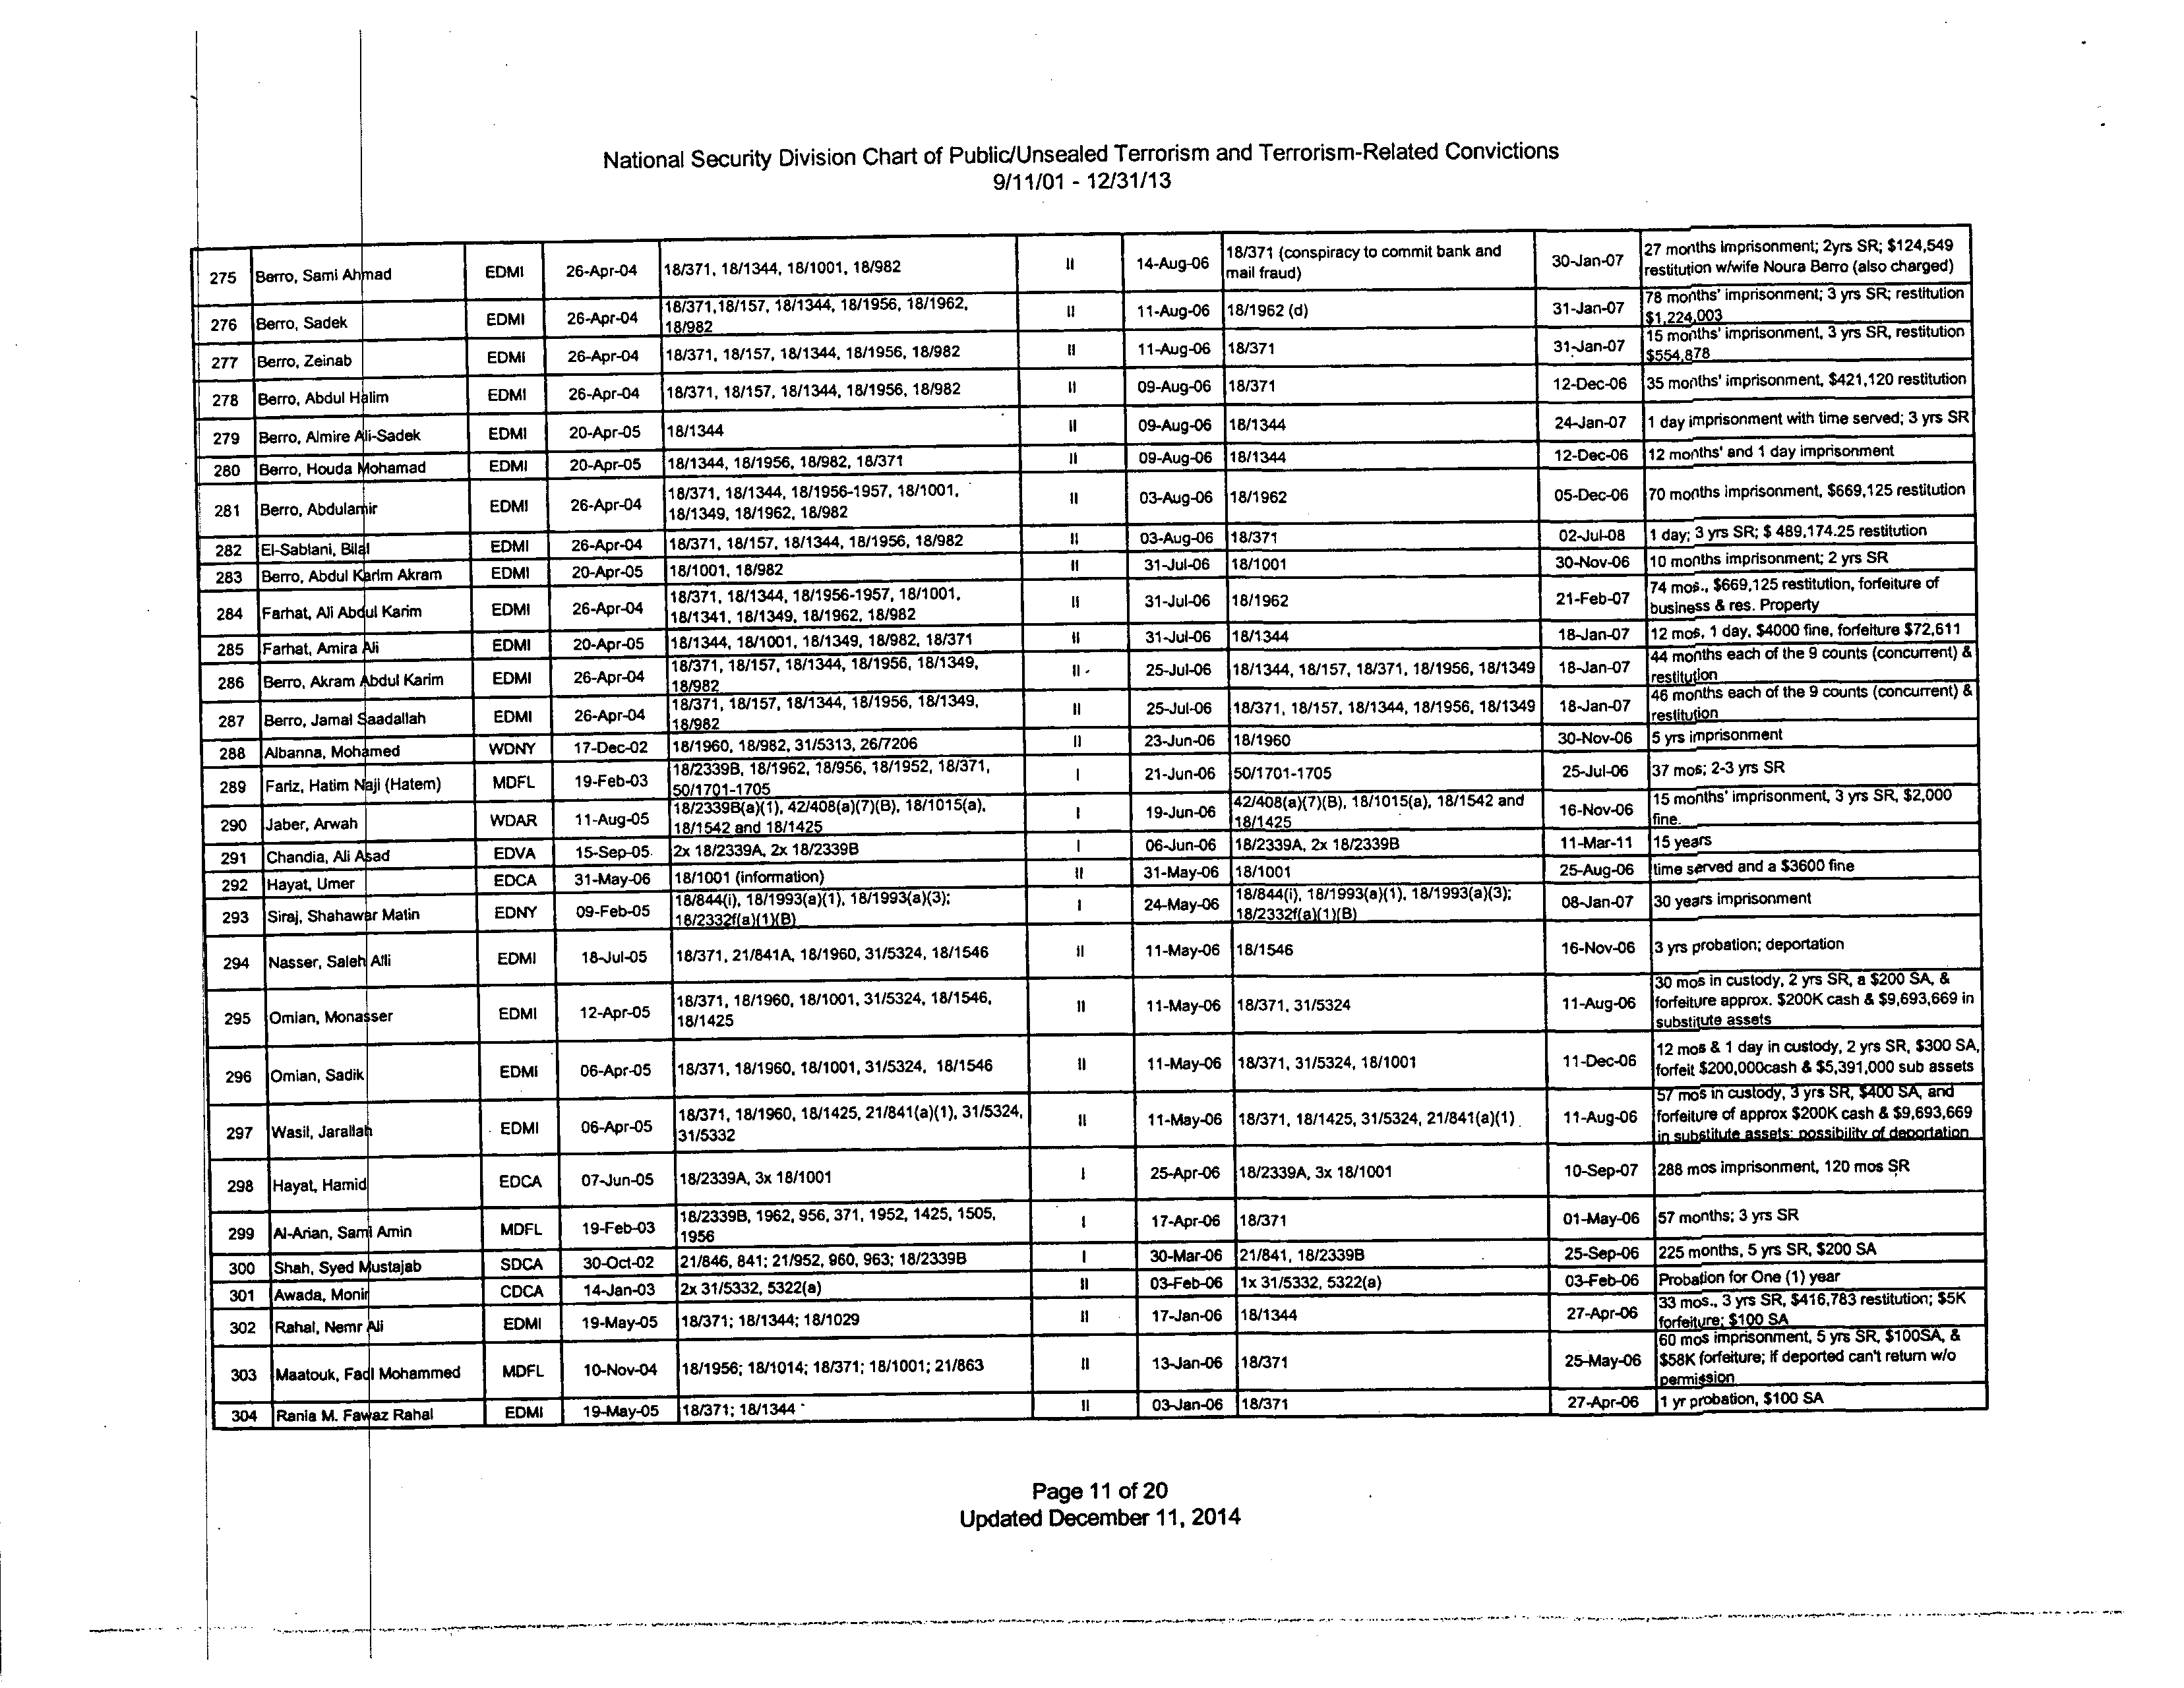 National Security Division Chart of Public/Unsealed Terrorism and Terrorism-Related Convictions
9/11/01 - 12/31/13
275 Berro, Sami Ahmad EDMI 26-Apr-04 18/371, 18/1344, 18/1001, 18/982 II 14-Aug-06 18/371 (conspiracy to commit bank and mail fraud) 30-Jan-07 27 months imprisonment; 2yrs SR; $124,549 restitution w/wife Noura Berro (also charged)
276 Berro, Sadek EDMI 26-Apr-04 18/371,18/157, 18/1344, 18/1956, 18/1962, 18/982 II 11-Aug-06 18/1962 (d) 31-Jan-07 78 months' imprisonment; 3 yrs SR; restitution $1,224,003
277 Berro, Zeinab EDMI 26-Apr-04 18/371, 18/157, 18/1344, 18/1956, 18/982 II 11-Aug-06 18/371 31-Jan-07 15 months' imprisonment, 3 yrs SR, restitution $554,878
278 Berro, Abdul Halim EDMI 26-Apr-04 18/371, 18/157, 18/1344, 18/1956, 18/982 II 09-Aug-06 18/371 12-Dec-06 35 months' imprisonment, $421,120 restitution
279 Berro, Almire Ali-Sadek EDMI 20-Apr-05 18/1344 II 09-Aug-06 18/1344 24-Jan-07 1 day imprisonment with time served; 3 yrs SR
280 Berro, Houda Mohamad EDMI 20-Apr-05 18/1344, 18/1956, 18/982, 18/371 II 09-Aug-06 18/1344 12-Dec-06 12 months' and 1 day imprisonment
281 Berro, Abdulamir EDMI 26-Apr-04 18/371, 18/1344, 18/1956-1957, 18/1001, 18/1349, 18/1962, 18/982 II 03-Aug-06 18/1962 05-Dec-06 70 months imprisonment, $669,125 restitution
282 El-Sablani, Bilal EDMI 26-Apr-04 18/371, 18/157, 18/1344, 18/1956, 18/982 II 03-Aug-06 18/371 02-Jul-08 1 day; 3 yrs SR; $ 489,174.25 restitution
283 Berro, Abdul Karim Akram EDMI 20-Apr-05 18/1001, 18/982 II 31-Jul-06 18/1001 30-Nov-06 10 months imprisonment; 2 yrs SR
284 Farhat, Ali Abdul Karim EDMI 26-Apr-04 18/371, 18/1344, 18/1956-1957, 18/1001, 18/1341, 18/1349, 18/1962, 18/982 II 31-Jul-06 18/1962 21-Feb-07 74 mos., $669,125 restitution, forfeiture of business & res. Property
285 Farhat, Amira Ali EDMI 20-Apr-05 18/1344, 18/1001, 18/1349, 18/982, 18/371 II 31-Jul-06 18/1344 18-Jan-07 12 mos, 1 day, $4000 fine, forfeiture $72,611
286 Berro, Akram Abdul Karim EDMI 26-Apr-04 18/371, 18/157, 18/1344, 18/1956, 18/1349, 18/982 II 25-Jul-06 18/1344, 18/157, 18/371, 18/1956, 18/1349 18-Jan-07 44 months each of the 9 counts (concurrent) & restitution
287 Berro, Jamal Saadallah EDMI 26-Apr-04 18/371, 18/157, 18/1344, 18/1956, 18/1349, 18/982 II 25-Jul-06 18/371, 18/157, 18/1344, 18/1956, 18/1349 18-Jan-07 46 months each of the 9 counts (concurrent) & restitution
288 Albanna, Mohamed WDNY 17-Dec-02 18/1960, 18/982, 31/5313, 26/7206 II 23-Jun-06 18/1960 30-Nov-06 5 yrs imprisonment
289 Fariz, Hatim Naji (Hatem) MDFL 19-Feb-03 18/2339B, 18/1962, 18/956, 18/1952, 18/371, 50/1701-1705 I 21-Jun-06 50/1701-1705 25-Jul-06 37 mos; 2-3 yrs SR
290 Jaber, Arwah WDAR 11-Aug-05 18/2339B(a)(1), 42/408(a)(7)(B), 18/1015(a), 18/1542 and 18/1425 I 19-Jun-06 42/408(a)(7)(B), 18/1015(a), 18/1542 and 18/1425 16-Nov-06 15 months' imprisonment, 3 yrs SR, $2,000 fine.
291 Chandia, Ali Asad EDVA 15-Sep-05 2x 18/2339A, 2x 18/2339B I 06-Jun-06 18/2339A, 2x 18/2339B 11-Mar-11 15 years
292 Hayat, Umer EDCA 31-May-06 18/1001 (information) II 31-May-06 18/1001 25-Aug-06 time served and a $3600 fine
293 Siraj, Shahawar Matin EDNY 09-Feb-05 18/844(i), 18/1993(a)(1), 18/1993(a)(3); 18/2332f(a)(1)(B) I 24-May-06 18/844(i), 18/1993(a)(1), 18/1993(a)(3); 18/2332f(a)(1)(B) 08-Jan-07 30 years imprisonment
294 Nasser, Saleh Alli EDMI 18-Jul-05 18/371, 21/841A, 18/1960, 31/5324, 18/1546 II 11-May-06 18/1546 16-Nov-06 3 yrs probation; deportation
295 Omian, Monasser EDMI 12-Apr-05 18/371, 18/1960, 18/1001, 31/5324, 18/1546, 18/1425 II 11-May-06 18/371, 31/5324 11-Aug-06 30 mos in custody, 2 yrs SR, a $200 SA, & forfeiture approx. $200K cash & $9,693,669 in substitute assets
296 Omian, Sadik EDMI 06-Apr-05 18/371, 18/1960, 18/1001, 31/5324, 18/1546 II 11-May-06 18/371, 31/5324, 18/1001 11-Dec-06 12 mos & 1 day in custody, 2 yrs SR, $300 SA, forfeit $200,000cash & $5,391,000 sub assets
297 Wasil, Jarallah EDMI 06-Apr-05 18/371, 18/1960, 18/1425, 21/841(a)(1), 31/5324, 31/5332 II 11-May-06 18/371, 18/1425, 31/5324, 21/841(a)(1) 11-Aug-06 57 mos in custody, 3 yrs SR, $400 SA, and forfeiture of approx $200K cash & $9,693,669 in substitute assets; possibility of deportation
298 Hayat, Hamid EDCA 07-Jun-05 18/2339A, 3x 18/1001 I 25-Apr-06 18/2339A, 3x 18/1001 10-Sep-07 288 mos imprisonment, 120 mos SR
299 Al-Arian, Sami Amin MDFL 19-Feb-03 18/2339B, 1962, 956, 371, 1952, 1425, 1505, 1956 I 17-Apr-06 18/371 01-May-06 57 months; 3 yrs SR
300 Shah, Syed Mustajab SDCA 30-Oct-02 21/846, 841; 21/952, 960, 963; 18/2339B I 30-Mar-06 21/841, 18/2339B 25-Sep-06 225 months, 5 yrs SR, $200 SA
301 Awada, Monir CDCA 14-Jan-03 2x 31/5332, 5322(a) II 03-Feb-06 1x 31/5332, 5322(a) 03-Feb-06 Probation for One (1) year
302 Rahal, Nemr Ali EDMI 19-May-05 18/371; 18/1344; 18/1029 II 17-Jan-06 18/1344 27-Apr-06 33 mos., 3 yrs SR, $416,783 restitution; $5K forfeiture; $100 SA
303 Maatouk, Fadl Mohammed MDFL 10-Nov-04 18/1956; 18/1014; 18/371; 18/1001; 21/863 II 13-Jan-06 18/371 25-May-06 60 mos imprisonment, 5 yrs SR, $100SA, & $58K forfeiture; if deported can't return w/o permission
304 Rania M. Fawaz Rahal EDMI 19-May-05 18/371; 18/1344 II 03-Jan-06 18/371 27-Apr-06 1 yr probation, $100 SA
Page 11 of 20
Updated December 11, 2014